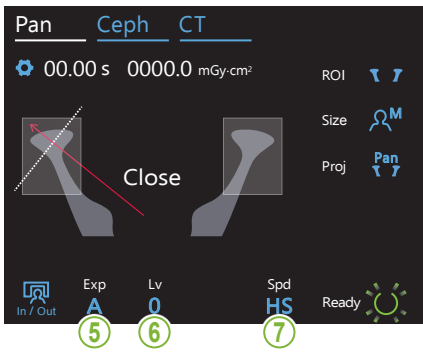 Pan Ceph CT
00.00 s 0000.0 mGy·cm²
ROI
Size M
Close
Proj Pan
Exp Lv Spd
In / Out A 0 HS Ready
5 6 7